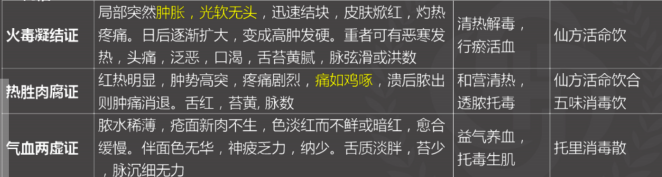 火毒凝结证
局部突然肿胀，光软无头，迅速结块，皮肤焮红，灼热
疼痛。日后逐渐扩大，变成高肿发硬。重者可有恶寒发
热，头痛，泛恶，口渴，舌苔黄腻，脉弦滑或洪数
清热解毒，
行瘀活血
仙方活命饮
热胜肉腐证
红热明显，肿势高突，疼痛剧烈，痛如鸡啄，溃后脓出
则肿痛消退。舌红，苔黄，脉数
和营清热，
透脓托毒
仙方活命饮合
五味消毒饮
气血两虚证
脓水稀薄，疮面新肉不生，色淡红而不鲜或暗红，愈合
缓慢。伴面色无华，神疲乏力，纳少。舌质淡胖，苔少
，脉沉细无力
益气养血，
托毒生肌
托里消毒散